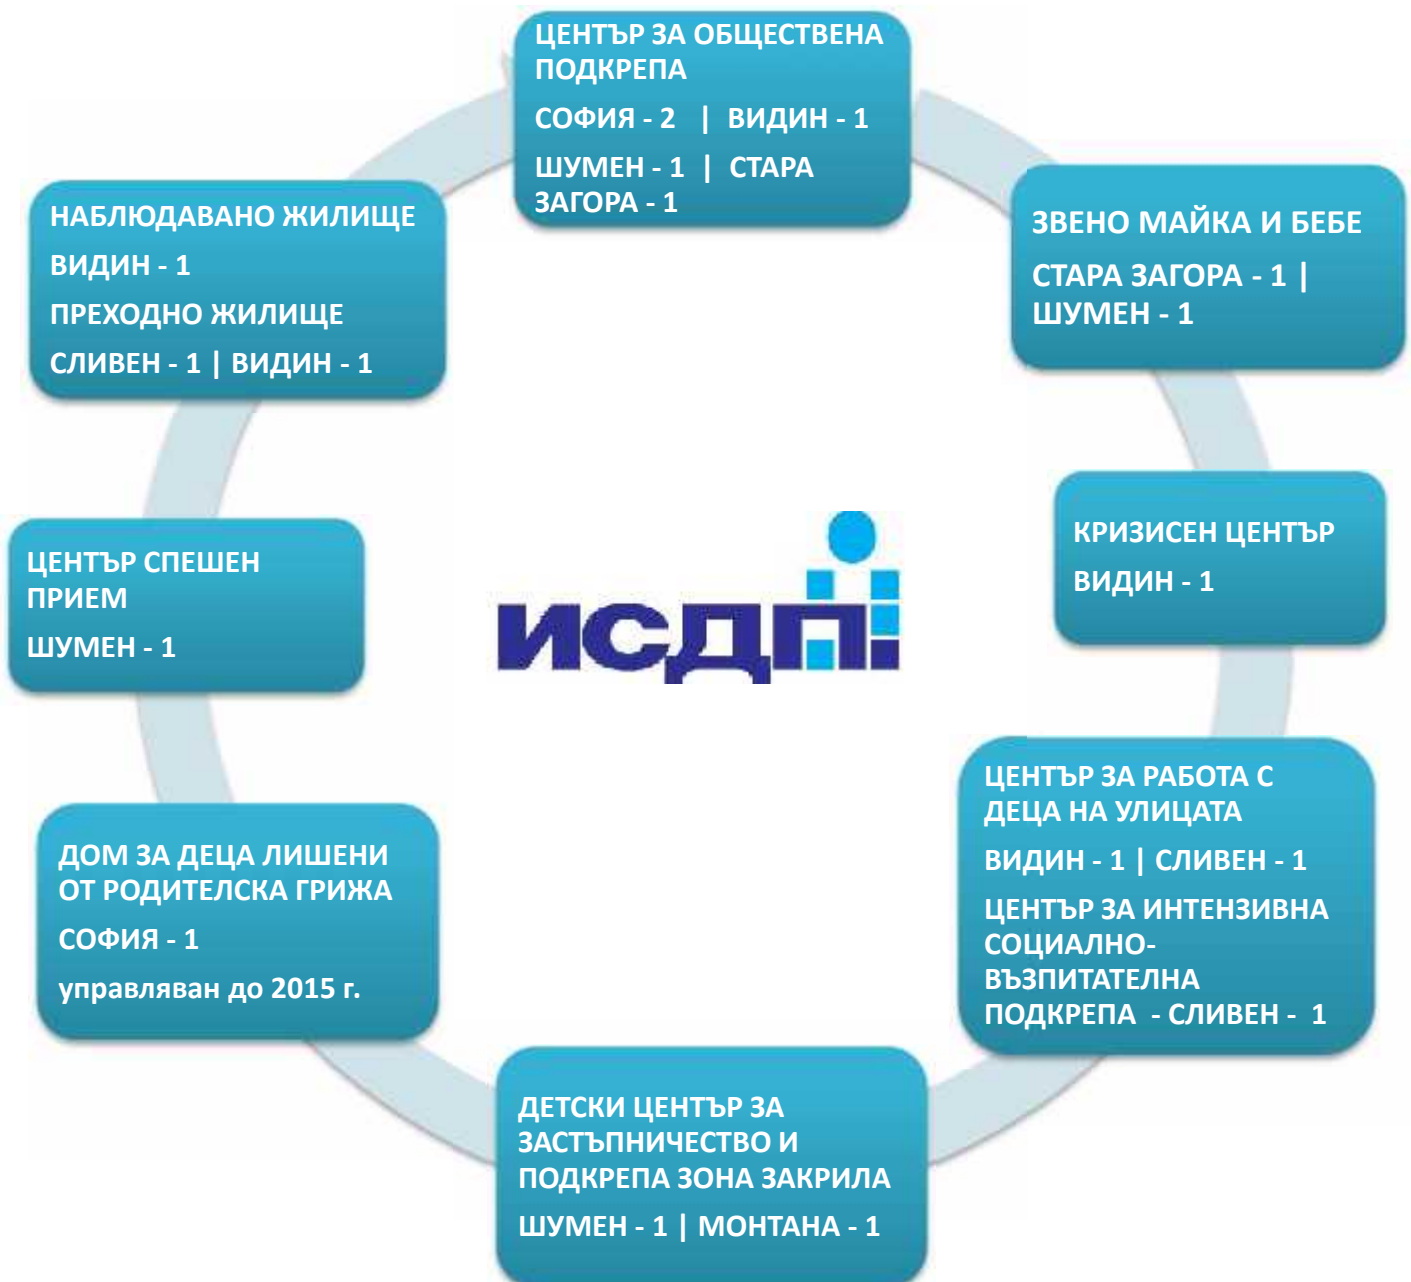 ЦЕНТЪР ЗА ОБЩЕСТВЕНА
ПОДКРЕПА
СОФИЯ - 2 | ВИДИН - 1
ШУМЕН - 1 | СТАРА
ЗАГОРА - 1
ЗВЕНО МАЙКА И БЕБЕ
СТАРА ЗАГОРА - 1 |
ШУМЕН - 1
КРИЗИСЕН ЦЕНТЪР
ВИДИН - 1
ЦЕНТЪР ЗА РАБОТА С
ДЕЦА НА УЛИЦАТА
ВИДИН - 1 | СЛИВЕН - 1
ЦЕНТЪР ЗА ИНТЕНЗИВНА
СОЦИАЛНО-
ВЪЗПИТАТЕЛНА
ПОДКРЕПА - СЛИВЕН - 1
ДЕТСКИ ЦЕНТЪР ЗА
ЗАСТЪПНИЧЕСТВО И
ПОДКРЕПА ЗОНА ЗАКРИЛА
ШУМЕН - 1 | МОНТАНА - 1
ДОМ ЗА ДЕЦА ЛИШЕНИ
ОТ РОДИТЕЛСКА ГРИЖА
СОФИЯ - 1
управляван до 2015 г.
ЦЕНТЪР СПЕШЕН
ПРИЕМ
ШУМЕН - 1
НАБЛЮДАВАНО ЖИЛИЩЕ
ВИДИН - 1
ПРЕХОДНО ЖИЛИЩЕ
СЛИВЕН - 1 | ВИДИН - 1
ИСДП